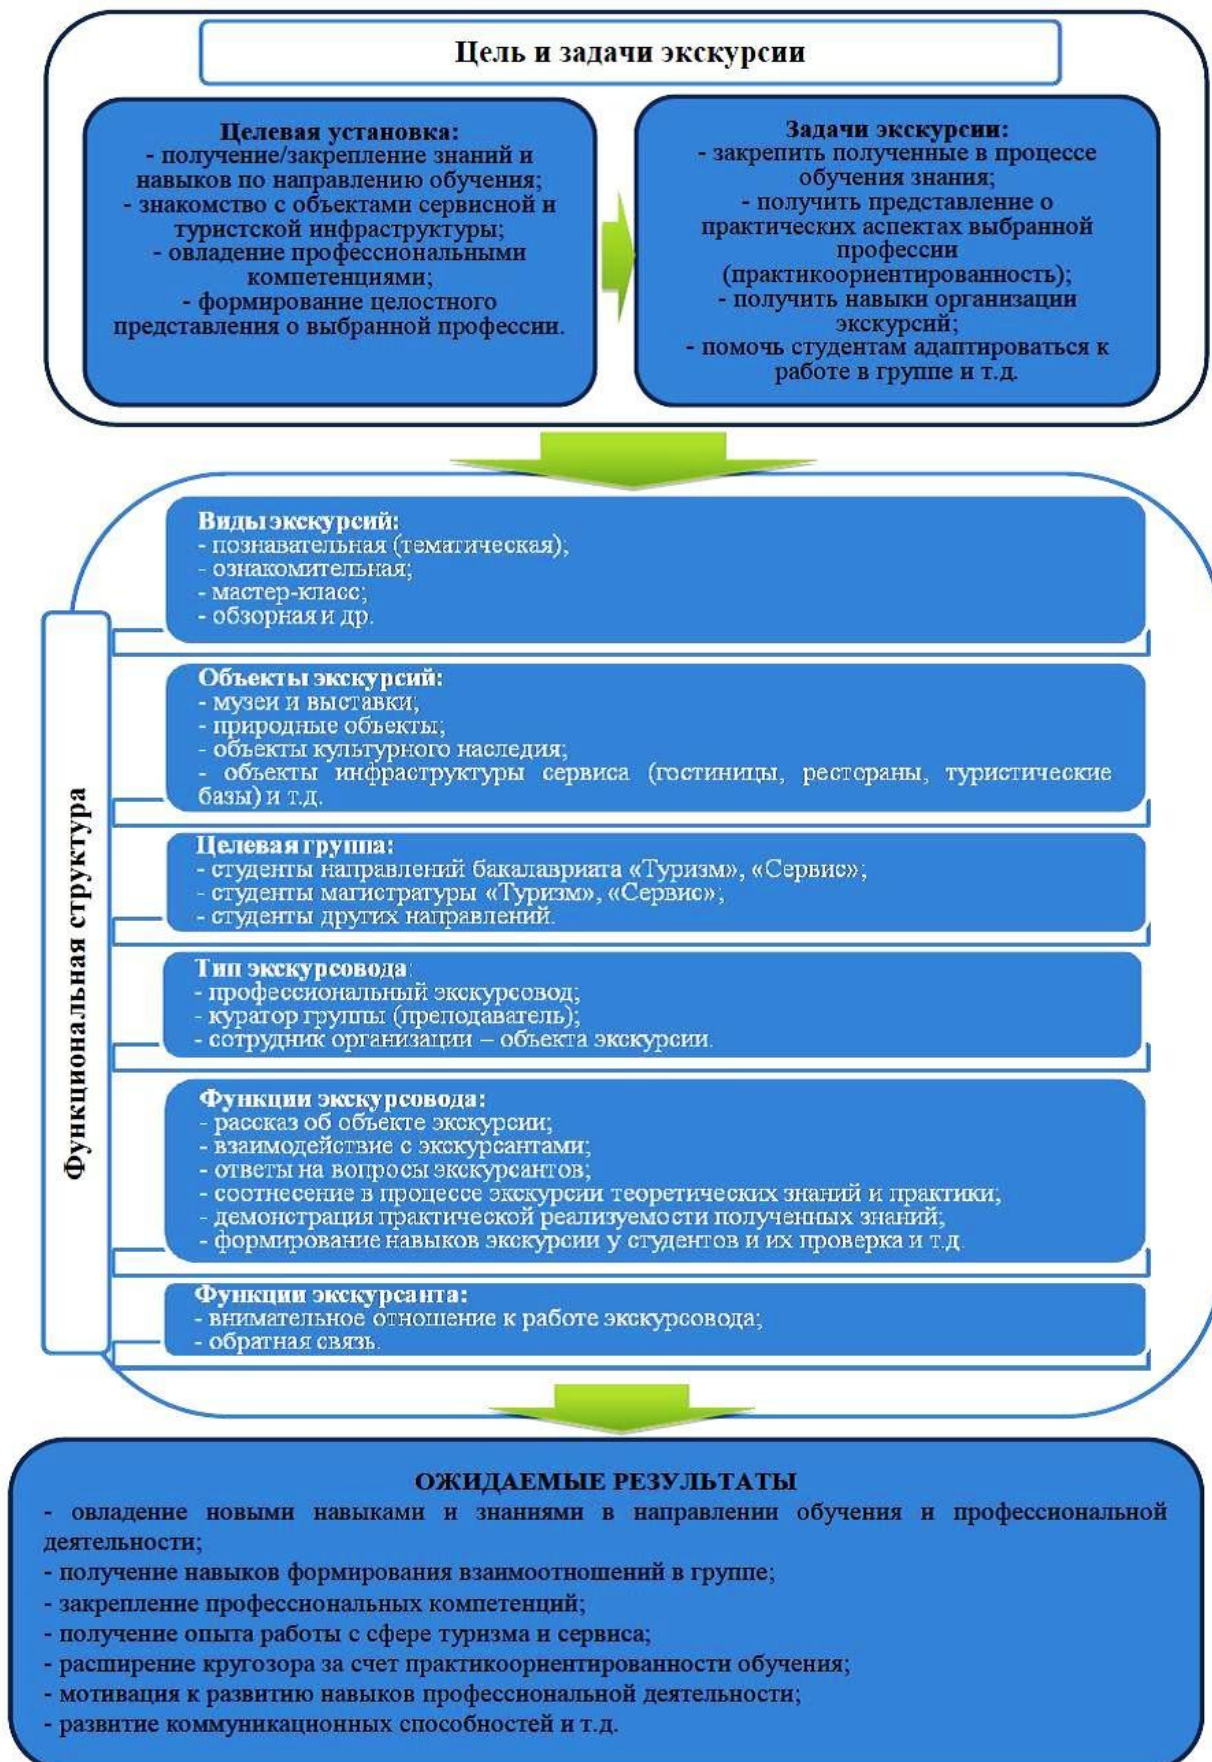 Цель и задачи экскурсии
Целевая установка:
- получение/закрепление знаний и
навыков по направлению обучения;
- знакомство с объектами сервисной и
туристской инфраструктуры;
- овладение профессиональными
компетенциями;
- формирование целостного
представления о выбранной профессии.
Задачи экскурсии:
- закрепить полученные в процессе
обучения знания;
- получить представление о
практических аспектах выбранной
профессии
(практикоориентированность);
- получить навыки организации
экскурсий;
- помочь студентам адаптироваться к
работе в группе и т.д.
Функциональная структура
Виды экскурсий:
- познавательная (тематическая);
- ознакомительная;
- мастер-класс;
- обзорная и др.
Объекты экскурсий:
- музеи и выставки;
- природные объекты;
- объекты культурного наследия;
- объекты инфраструктуры сервиса (гостиницы, рестораны, туристические
базы) и т.д.
Целевая группа:
- студенты направлений бакалавриата «Туризм», «Сервис»;
- студенты магистратуры «Туризм», «Сервис»;
- студенты других направлений.
Тип экскурсовода:
- профессиональный экскурсовод;
- куратор группы (преподаватель);
- сотрудник организации – объекта экскурсии.
Функции экскурсовода:
- рассказ об объекте экскурсии;
- взаимодействие с экскурсантами;
- ответы на вопросы экскурсантов;
- соотнесение в процессе экскурсии теоретических знаний и практики;
- демонстрация практической реализуемости полученных знаний;
- формирование навыков экскурсии у студентов и их проверка и т.д.
Функции экскурсанта:
- внимательное отношение к работе экскурсовода;
- обратная связь.
ОЖИДАЕМЫЕ РЕЗУЛЬТАТЫ
- овладение новыми навыками и знаниями в направлении обучения и профессиональной
деятельности;
- получение навыков формирования взаимоотношений в группе;
- закрепление профессиональных компетенций;
- получение опыта работы с сфере туризма и сервиса;
- расширение кругозора за счет практикоориентированности обучения;
- мотивация к развитию навыков профессиональной деятельности;
- развитие коммуникационных способностей и т.д.